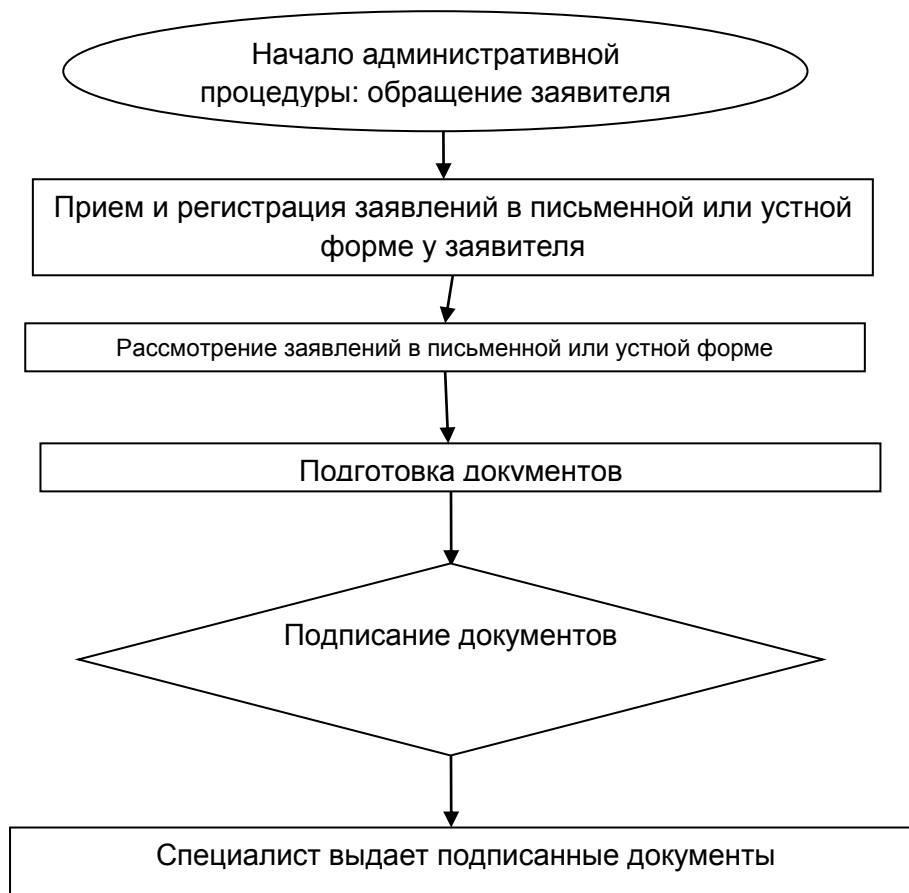 Начало административной
процедуры: обращение заявителя
Прием и регистрация заявлений в письменной или устной
форме у заявителя
Рассмотрение заявлений в письменной или устной форме
Подготовка документов
Подписание документов
Специалист выдает подписанные документы